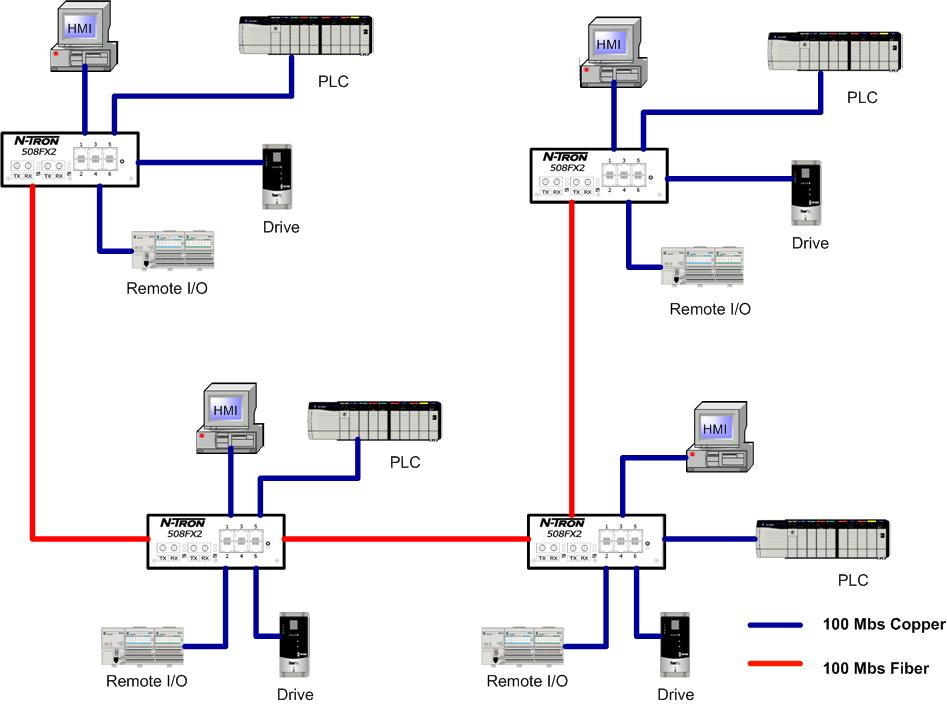 HMI
PLC
N-TRON
508FX2
1 3 5
2 4 6
TX RX TX RX
Drive
Remote I/O
HMI
PLC
N-TRON
508FX2
1 3 5
2 4 6
TX RX TX RX
Drive
Remote I/O
HMI
PLC
N-TRON
508FX2
1 3 5
2 4 6
TX RX TX RX
Remote I/O
Drive
HMI
N-TRON
508FX2
1 3 5
2 4 6
TX RX TX RX
PLC
Remote I/O
Drive
100 Mbs Copper
100 Mbs Fiber